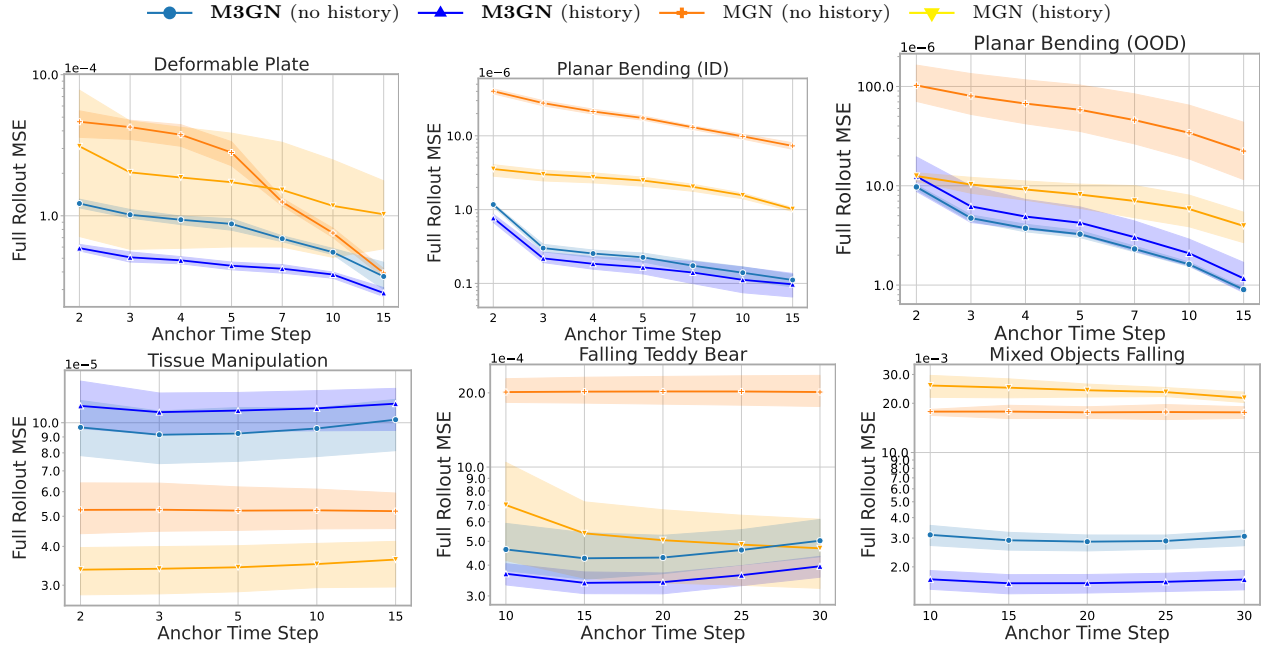 M3GN (no history) M3GN (history) MGN (no history) MGN (history)
Deformable Plate
1e−4
Full Rollout MSE
10.0
1.0
2 3 4 5 7 10 15
Anchor Time Step
Planar Bending (ID)
1e−6
Full Rollout MSE
10.0
1.0
0.1
2 3 4 5 7 10 15
Anchor Time Step
Planar Bending (OOD)
1e−6
Full Rollout MSE
100.0
10.0
1.0
2 3 4 5 7 10 15
Anchor Time Step
Tissue Manipulation
1e−5
Full Rollout MSE
10.0
9.0
8.0
7.0
6.0
5.0
4.0
3.0
2 3 5 10 15
Anchor Time Step
Falling Teddy Bear
1e−4
Full Rollout MSE
20.0
10.0
9.0
8.0
7.0
6.0
5.0
4.0
3.0
10 15 20 25 30
Anchor Time Step
Mixed Objects Falling
1e−3
Full Rollout MSE
30.0
20.0
10.0
9.0
8.0
7.0
6.0
5.0
4.0
3.0
2.0
10 15 20 25 30
Anchor Time Step